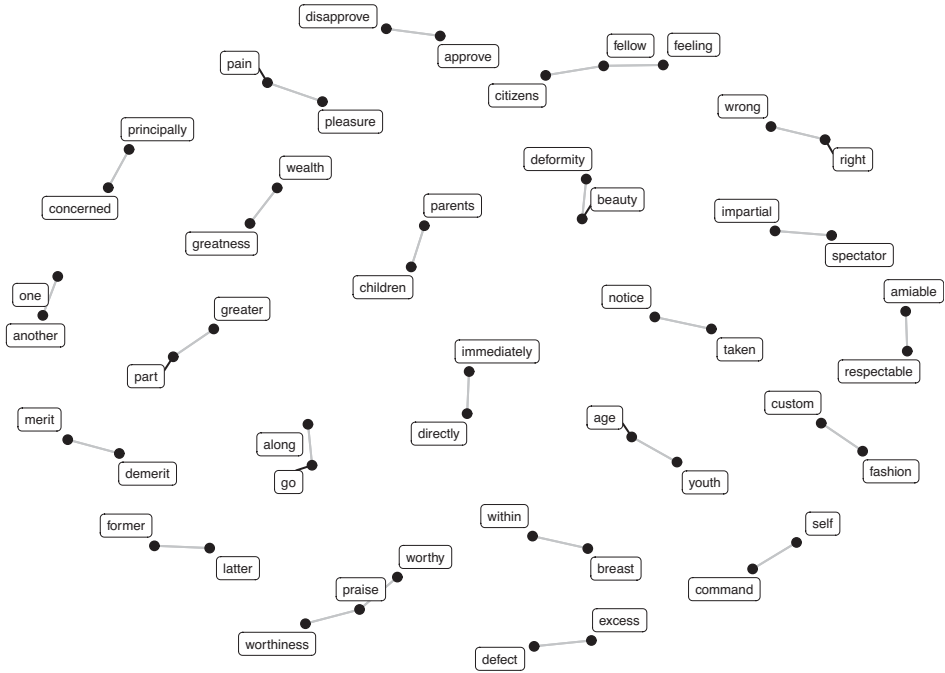 disapprove
approve
fellow
feeling
citizens
pain
pleasure
wrong
right
principally
concerned
wealth
greatness
deformity
beauty
parents
children
impartial
spectator
one
another
greater
part
notice
taken
amiable
respectable
immediately
directly
merit
demerit
along
go
age
youth
custom
fashion
former
latter
within
breast
self
command
worthy
praise
worthiness
excess
defect